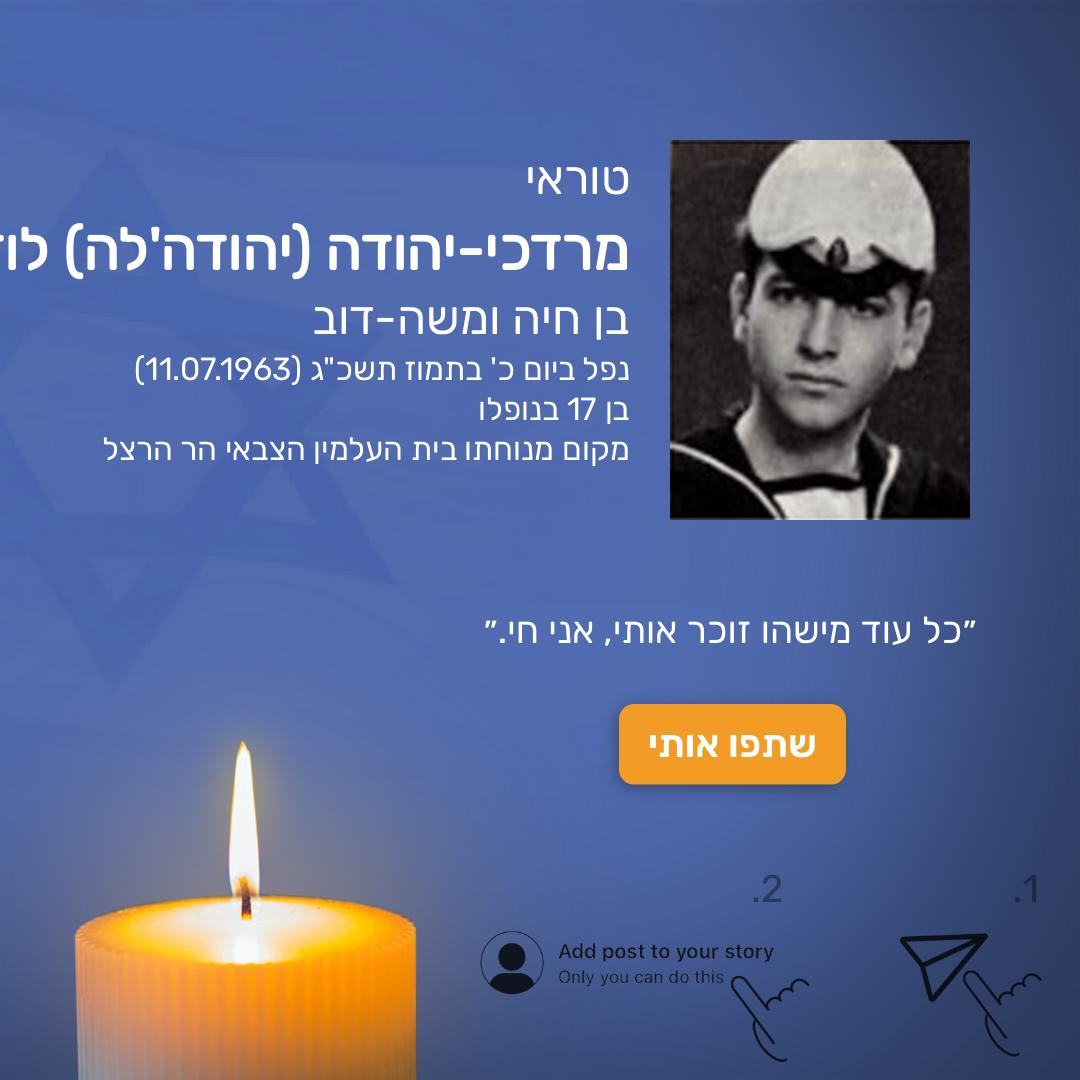 טוראי
מרדכי-יהודה (יהודה'לה)
בן חיה ומשה-דוב
נפל ביום כ' בתמוז תשכ"ג (11.07.1963)
בן 17 בנופלו
מקום מנוחתו בית העלמין הצבאי הר הרצל
״כל עוד מישהו זוכר אותי, אני חי.״
שתפו אותי
1.
2.
Add post to your story
Only you can do this